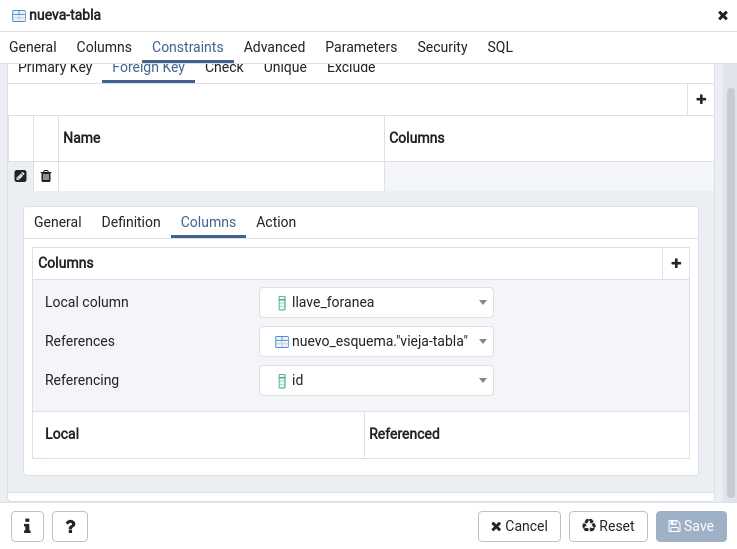 nueva-tabla
General Columns Constraints Advanced Parameters Security SQL
Primary Key Foreign Key Check Unique Exclude
Name Columns
General Definition Columns Action
Columns
Local column llave_foranea
References nuevo_esquema."vieja-tabla"
Referencing id
Local Referenced
i ? Cancel Reset Save